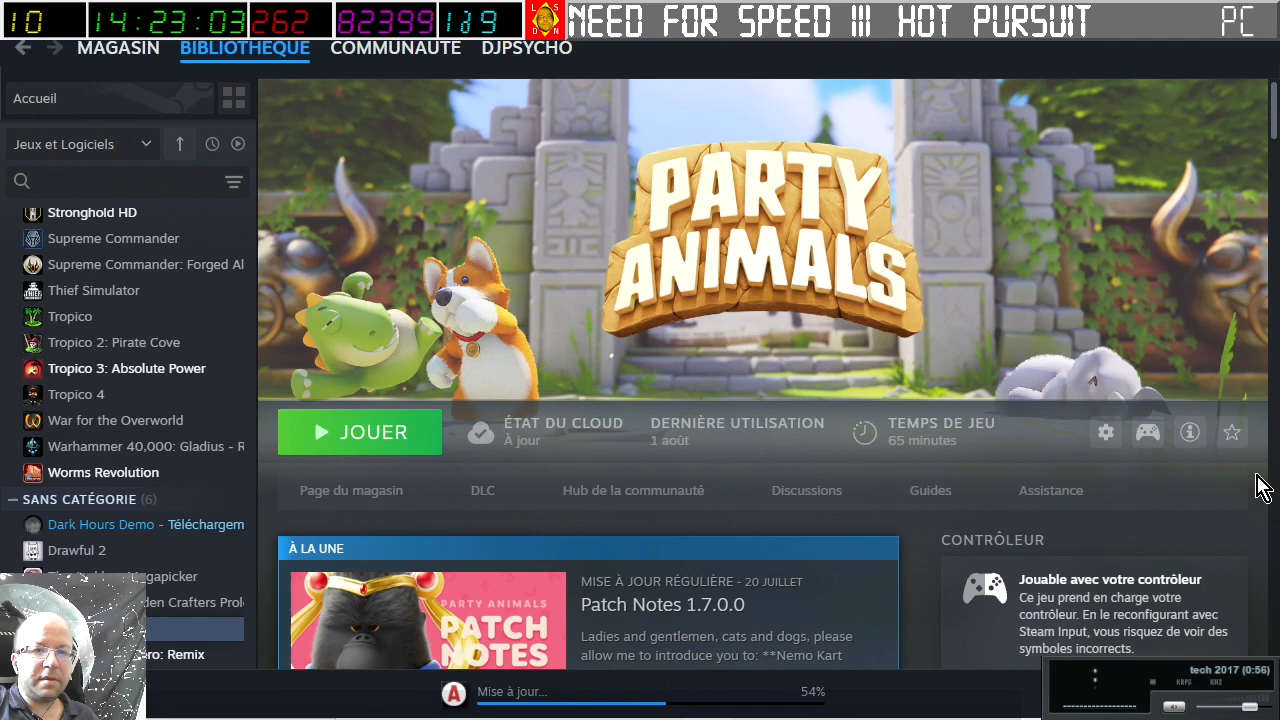 10 14:23:03 262 82399 139 L S D N NEED FOR SPEED III HOT PURSUIT PC
MAGASIN BIBLIOTHEQUE COMMUNAUTE DJPSYCHO
Accueil
Jeux et Logiciels
Stronghold HD
Supreme Commander
Supreme Commander: Forged Al
Thief Simulator
Tropico
Tropico 2: Pirate Cove
Tropico 3: Absolute Power
Tropico 4
War for the Overworld
Warhammer 40,000: Gladius - R
Worms Revolution
SANS CATÉGORIE (6)
Dark Hours Demo - Téléchargem
Drawful 2
gapicker
den Crafters Prol
ero: Remix
PARTY
ANIMALS
JOUER
ÉTAT DU CLOUD
À jour
DERNIÈRE UTILISATION
1 août
TEMPS DE JEU
65 minutes
Page du magasin DLC Hub de la communauté Discussions Guides Assistance
À LA UNE
PARTY ANIMALS
PATCH
NOTES
MISE À JOUR RÉGULIÈRE - 20 JUILLET
Patch Notes 1.7.0.0
Ladies and gentlemen, cats and dogs, please
allow me to introduce you to: **Nemo Kart
CONTRÔLEUR
Jouable avec votre contrôleur
Ce jeu prend en charge votre
contrôleur. En le reconfigurant avec
Steam Input, vous risquez de voir des
symboles incorrects.
Mise à jour... 54%
tech 2017 (0:56)
KBPS KHZ